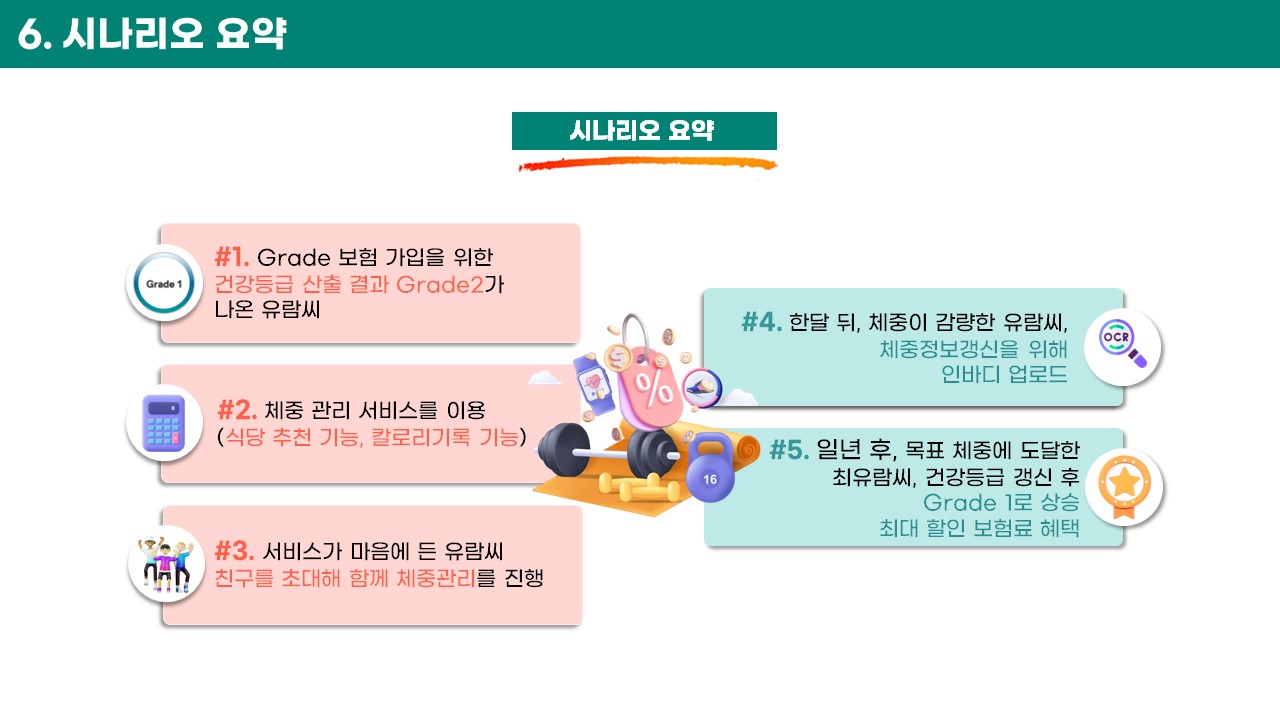 6. 시나리오 요약
시나리오 요약
Grade 1
#1. Grade 보험 가입을 위한
건강등급 산출 결과 Grade2가
나온 유람씨
#2. 체중 관리 서비스를 이용
(식당 추천 기능, 칼로리기록 기능)
#3. 서비스가 마음에 든 유람씨
친구를 초대해 함께 체중관리를 진행
%
16
#4. 한달 뒤, 체중이 감량한 유람씨,
체중정보갱신을 위해
인바디 업로드
OCR
#5. 일년 후, 목표 체중에 도달한
최유람씨, 건강등급 갱신 후
Grade 1로 상승
최대 할인 보험료 혜택